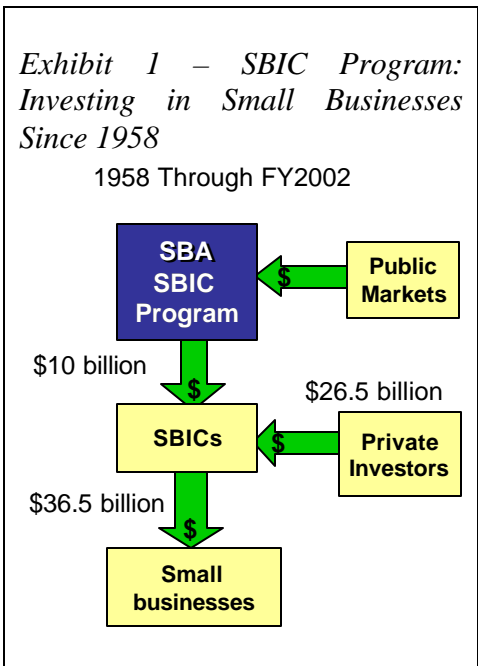 Exhibit 1 – SBIC Program:
Investing in Small Businesses
Since 1958
1958 Through FY2002
SBA
SBIC
Program
$
Public
Markets
$10 billion
$
$26.5 billion
SBICs
$
Private
Investors
$36.5 billion
$
Small
businesses